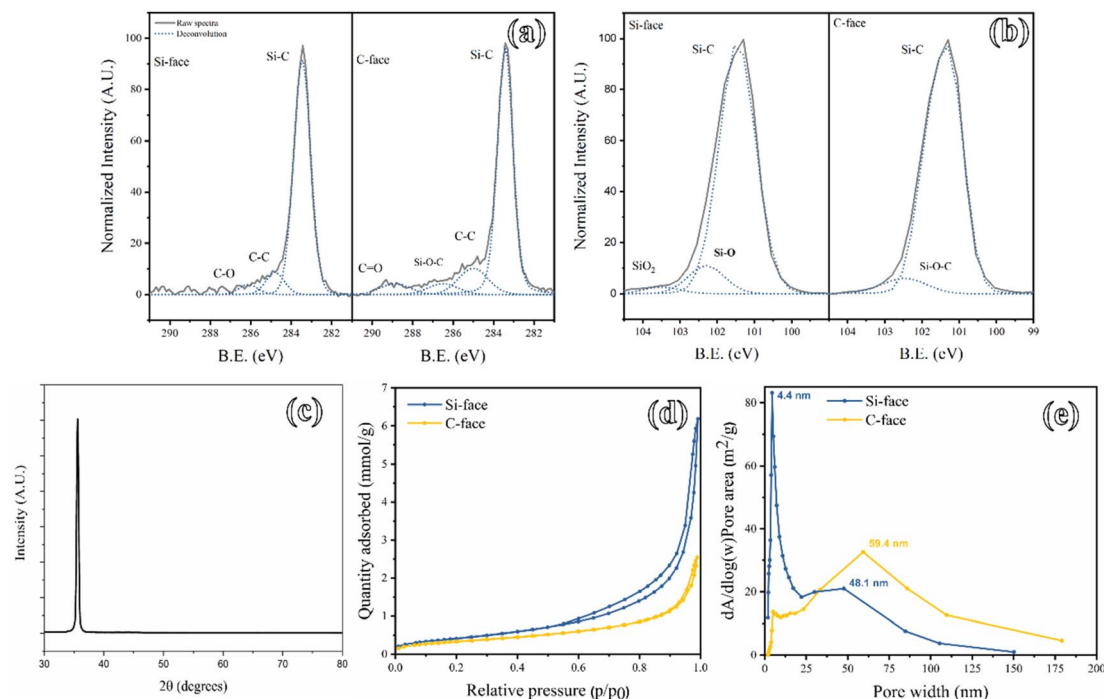 Raw spectra
Deconvolution
(a)
Si-face
Si-C
C-face
Si-C
C-O
C-C
C=O
Si-O-C
C-C
Normalized Intensity (A.U.)
100
80
60
40
20
0
290 288 286 284 282 290 288 286 284 282
B.E. (eV) B.E. (eV)
(b)
Si-face
Si-C
C-face
Si-C
SiO2
Si-O
Si-O-C
Normalized Intensity (A.U.)
100
80
60
40
20
0
104 103 102 101 100 104 103 102 101 100 99
B.E. (eV) B.E. (eV)
(c)
Intensity (A.U.)
30 40 50 60 70 80
2θ (degrees)
(d)
Si-face
C-face
Quantity adsorbed (mmol/g)
7
6
5
4
3
2
1
0
0.0 0.2 0.4 0.6 0.8 1.0
Relative pressure (p/p0)
(e)
4.4 nm
Si-face
C-face
59.4 nm
48.1 nm
dA/dlog(w)Pore area (m2/g)
80
60
40
20
0
0 25 50 75 100 125 150 175 200
Pore width (nm)